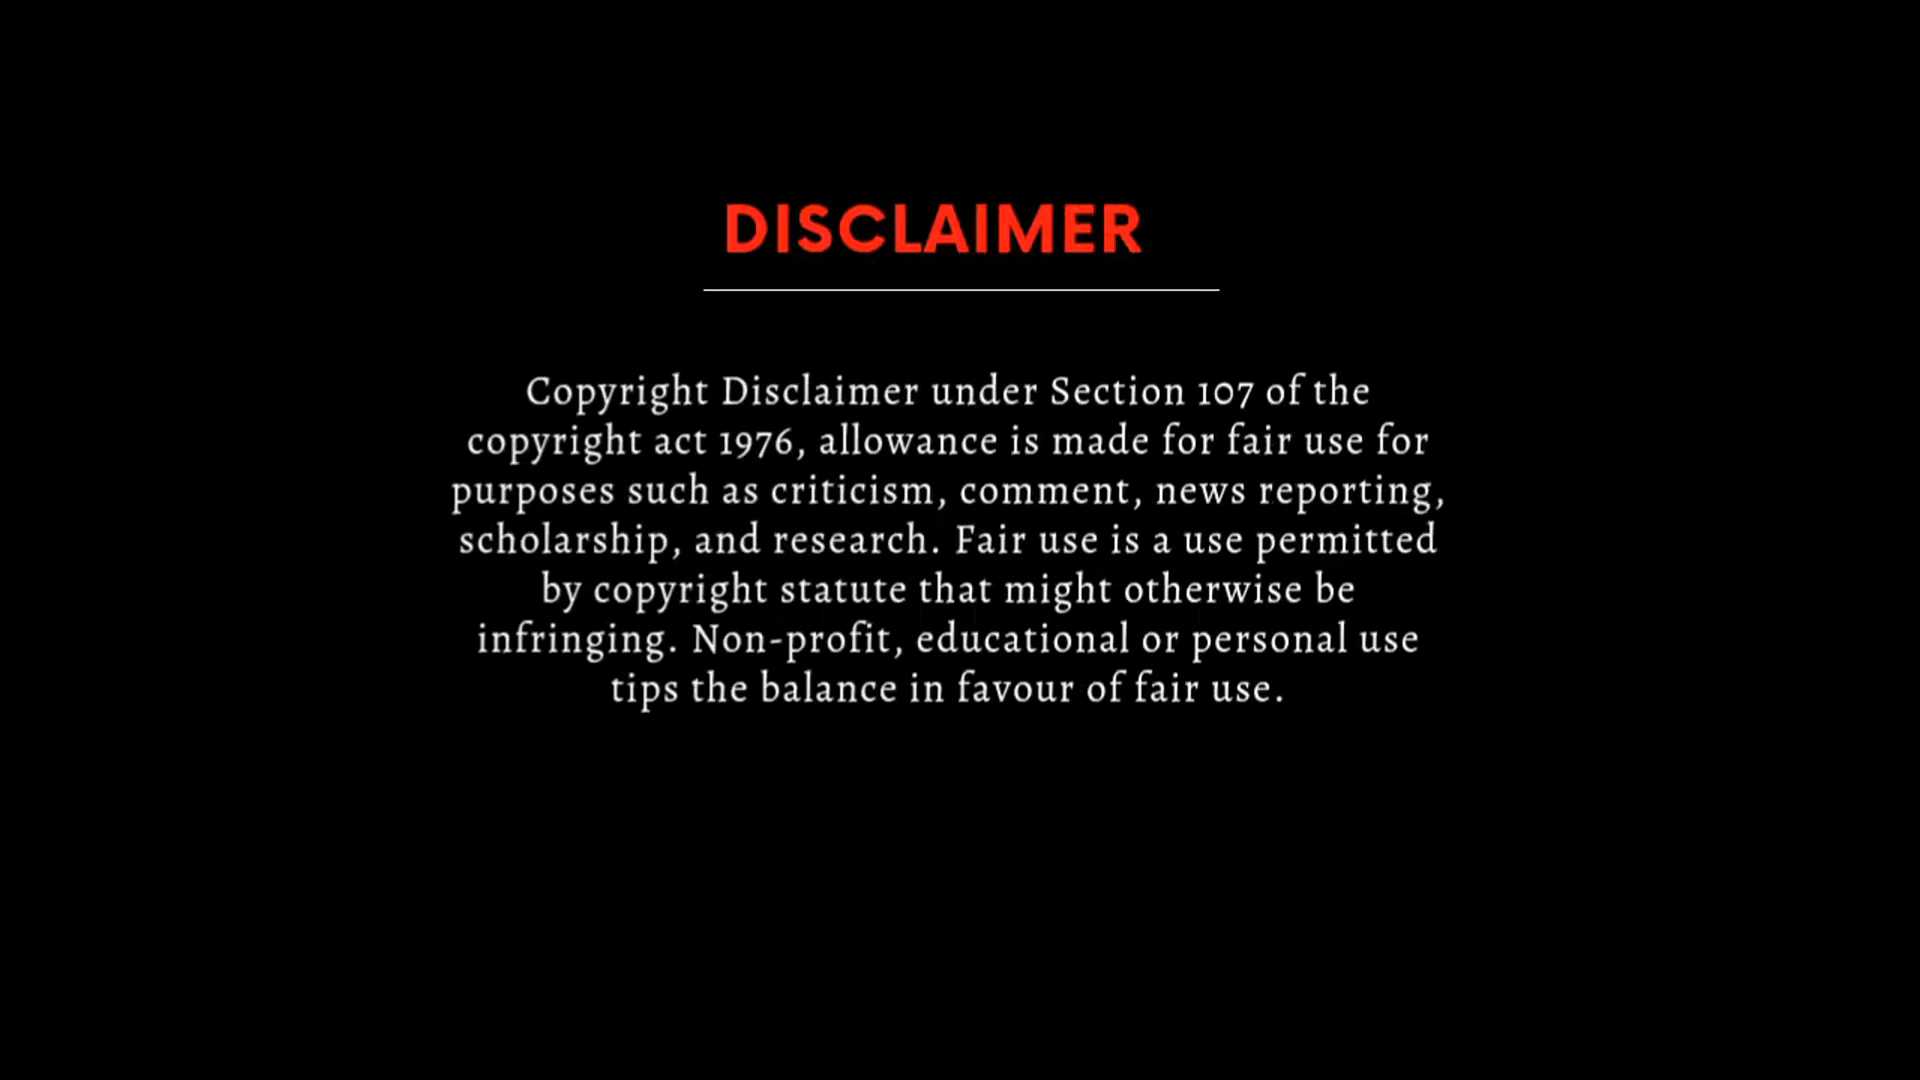 DISCLAIMER
Copyright Disclaimer under Section 107 of the
copyright act 1976, allowance is made for fair use for
purposes such as criticism, comment, news reporting,
scholarship, and research. Fair use is a use permitted
by copyright statute that might otherwise be
infringing. Non-profit, educational or personal use
tips the balance in favour of fair use.